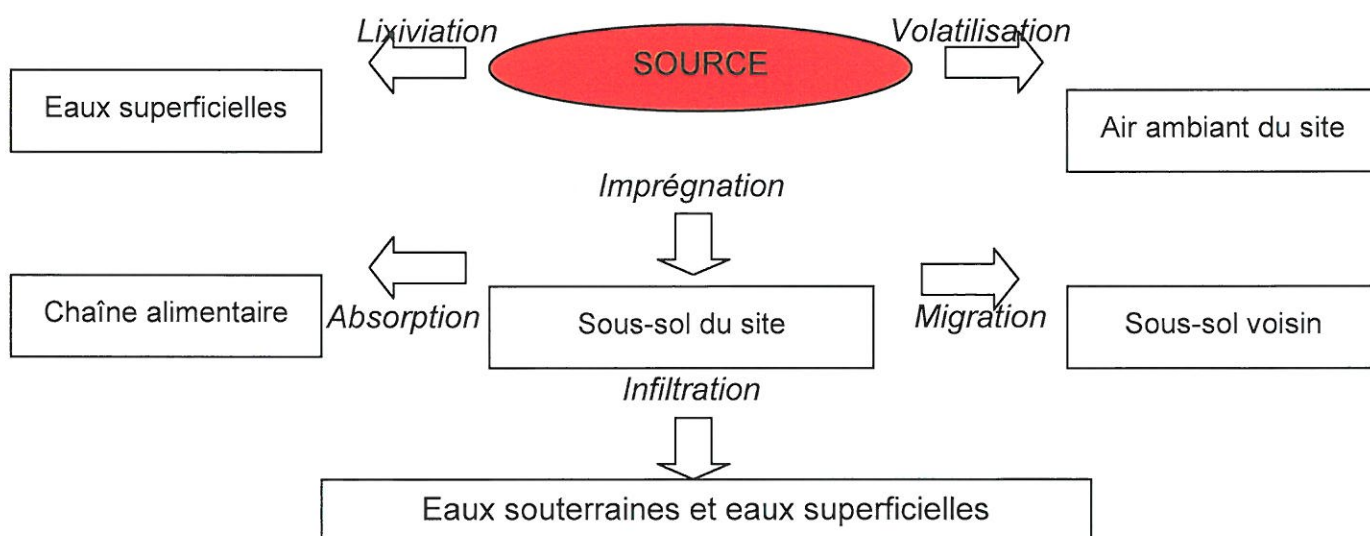 Lixiviation
SOURCE
Volatilisation
Eaux superficielles
Air ambiant du site
Imprégnation
Chaîne alimentaire
Absorption
Sous-sol du site
Migration
Sous-sol voisin
Infiltration
Eaux souterraines et eaux superficielles